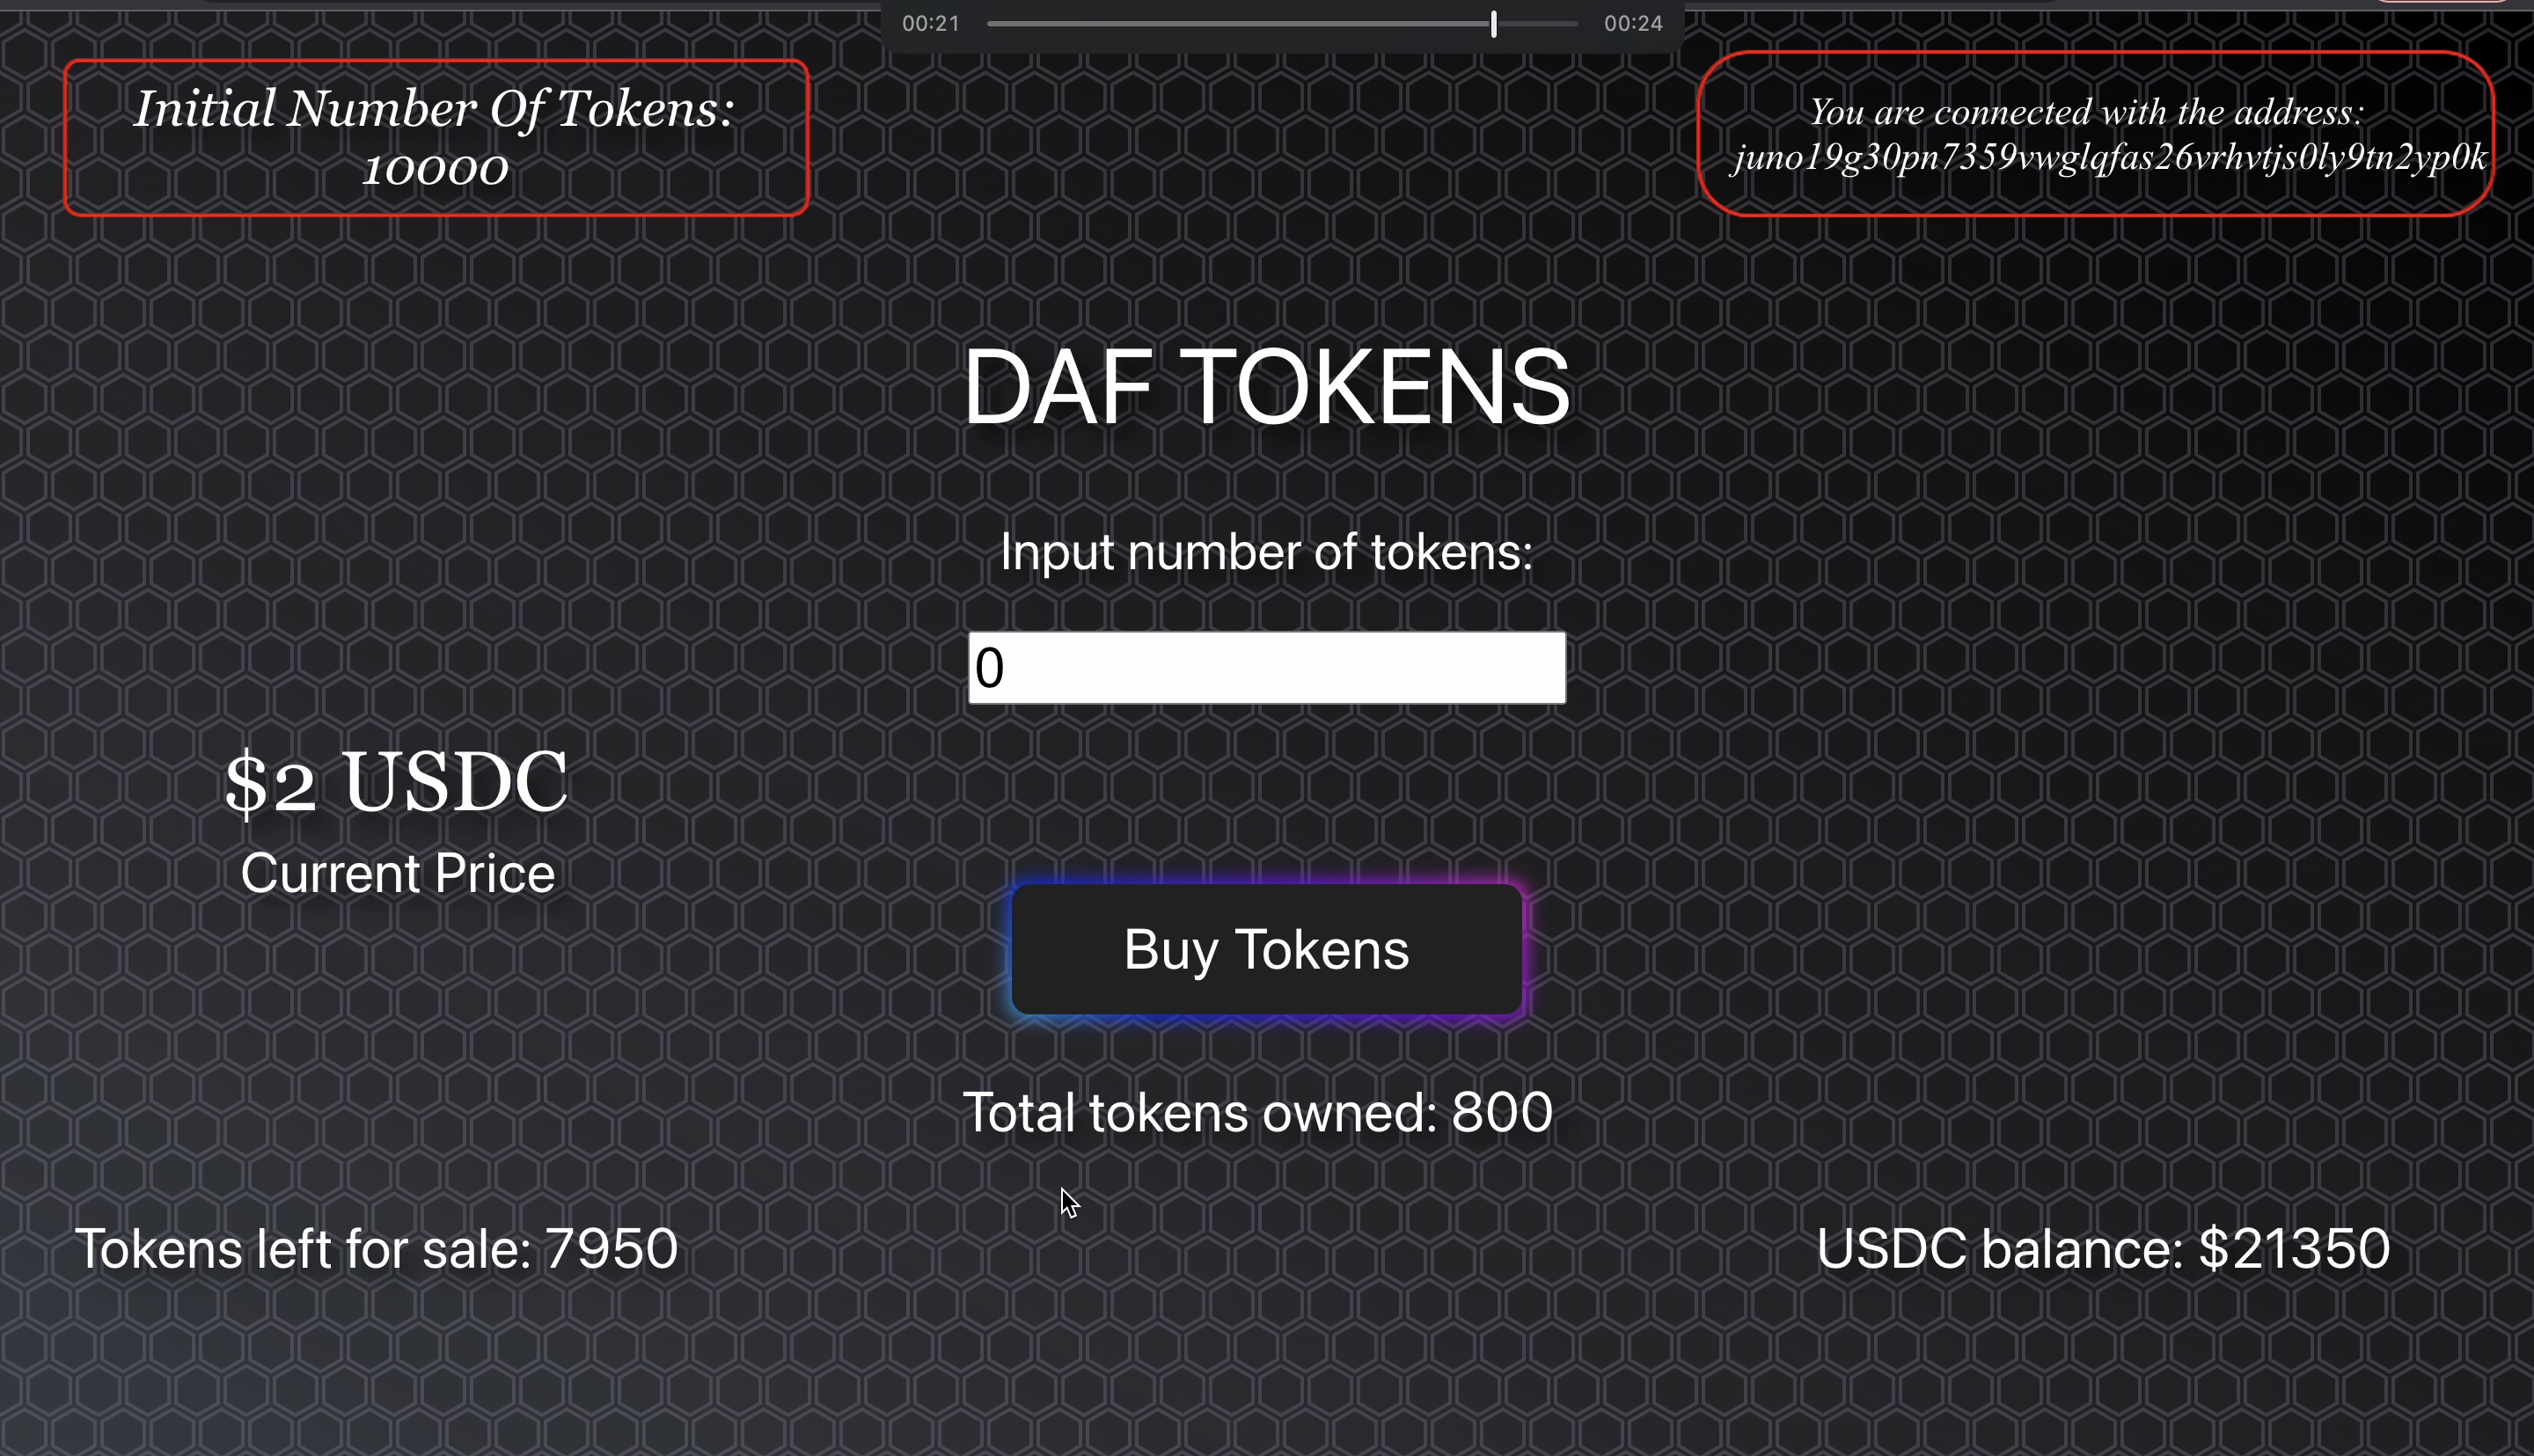 00:21
00:24
Initial Number Of Tokens:
10000
You are connected with the address:
juno19g30pn7359vwglqfas26vrhvtjs0ly9tn2yp0k
DAF TOKENS
Input number of tokens:
0
$2 USDC
Current Price
Buy Tokens
Total tokens owned: 800
Tokens left for sale: 7950
USDC balance: $21350